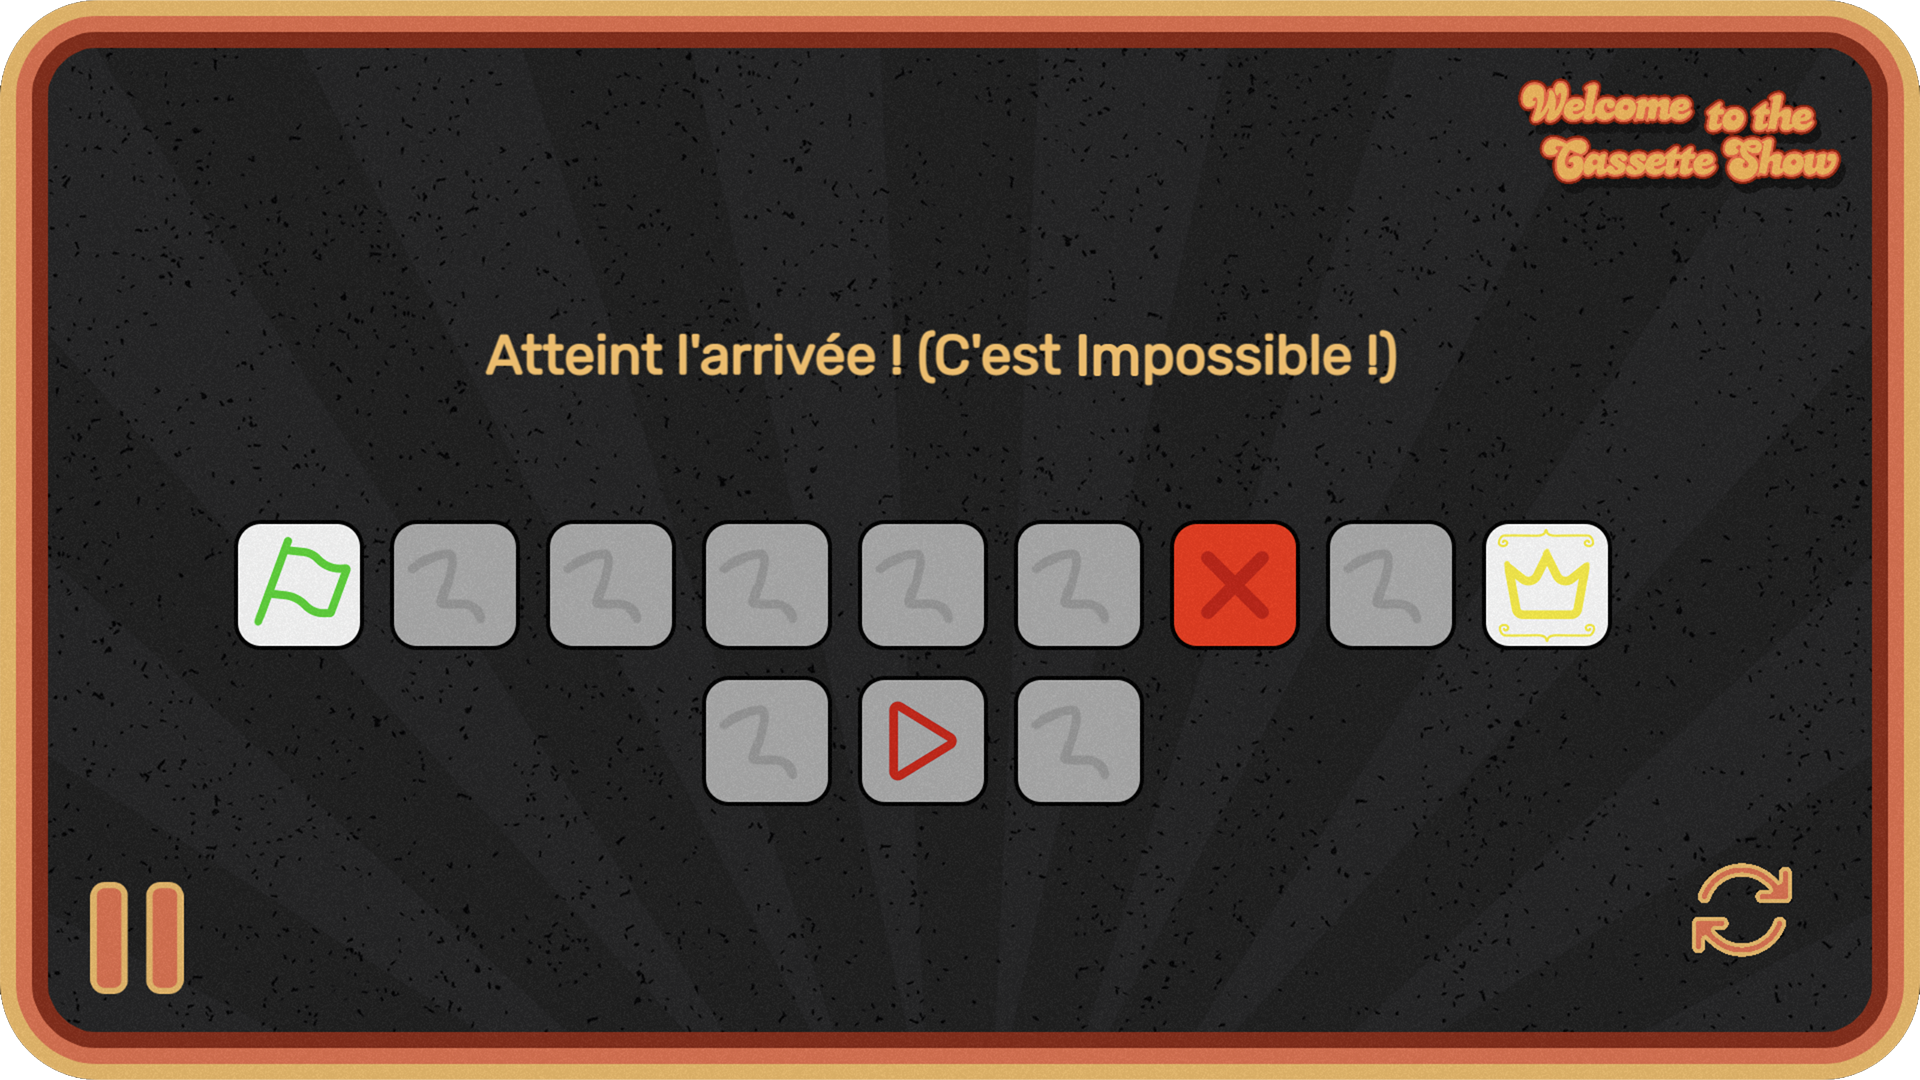 Welcome to the
Cassette Show
Atteint l'arrivée ! (C'est Impossible !)